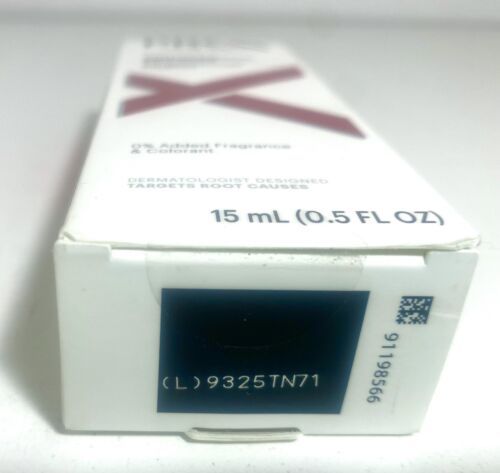 0% Added Fragrance
& Colorant
DERMATOLOGIST DESIGNED
TARGETS ROOT CAUSES
15 mL (0.5 FL OZ)
(L)9325TN71
91198566